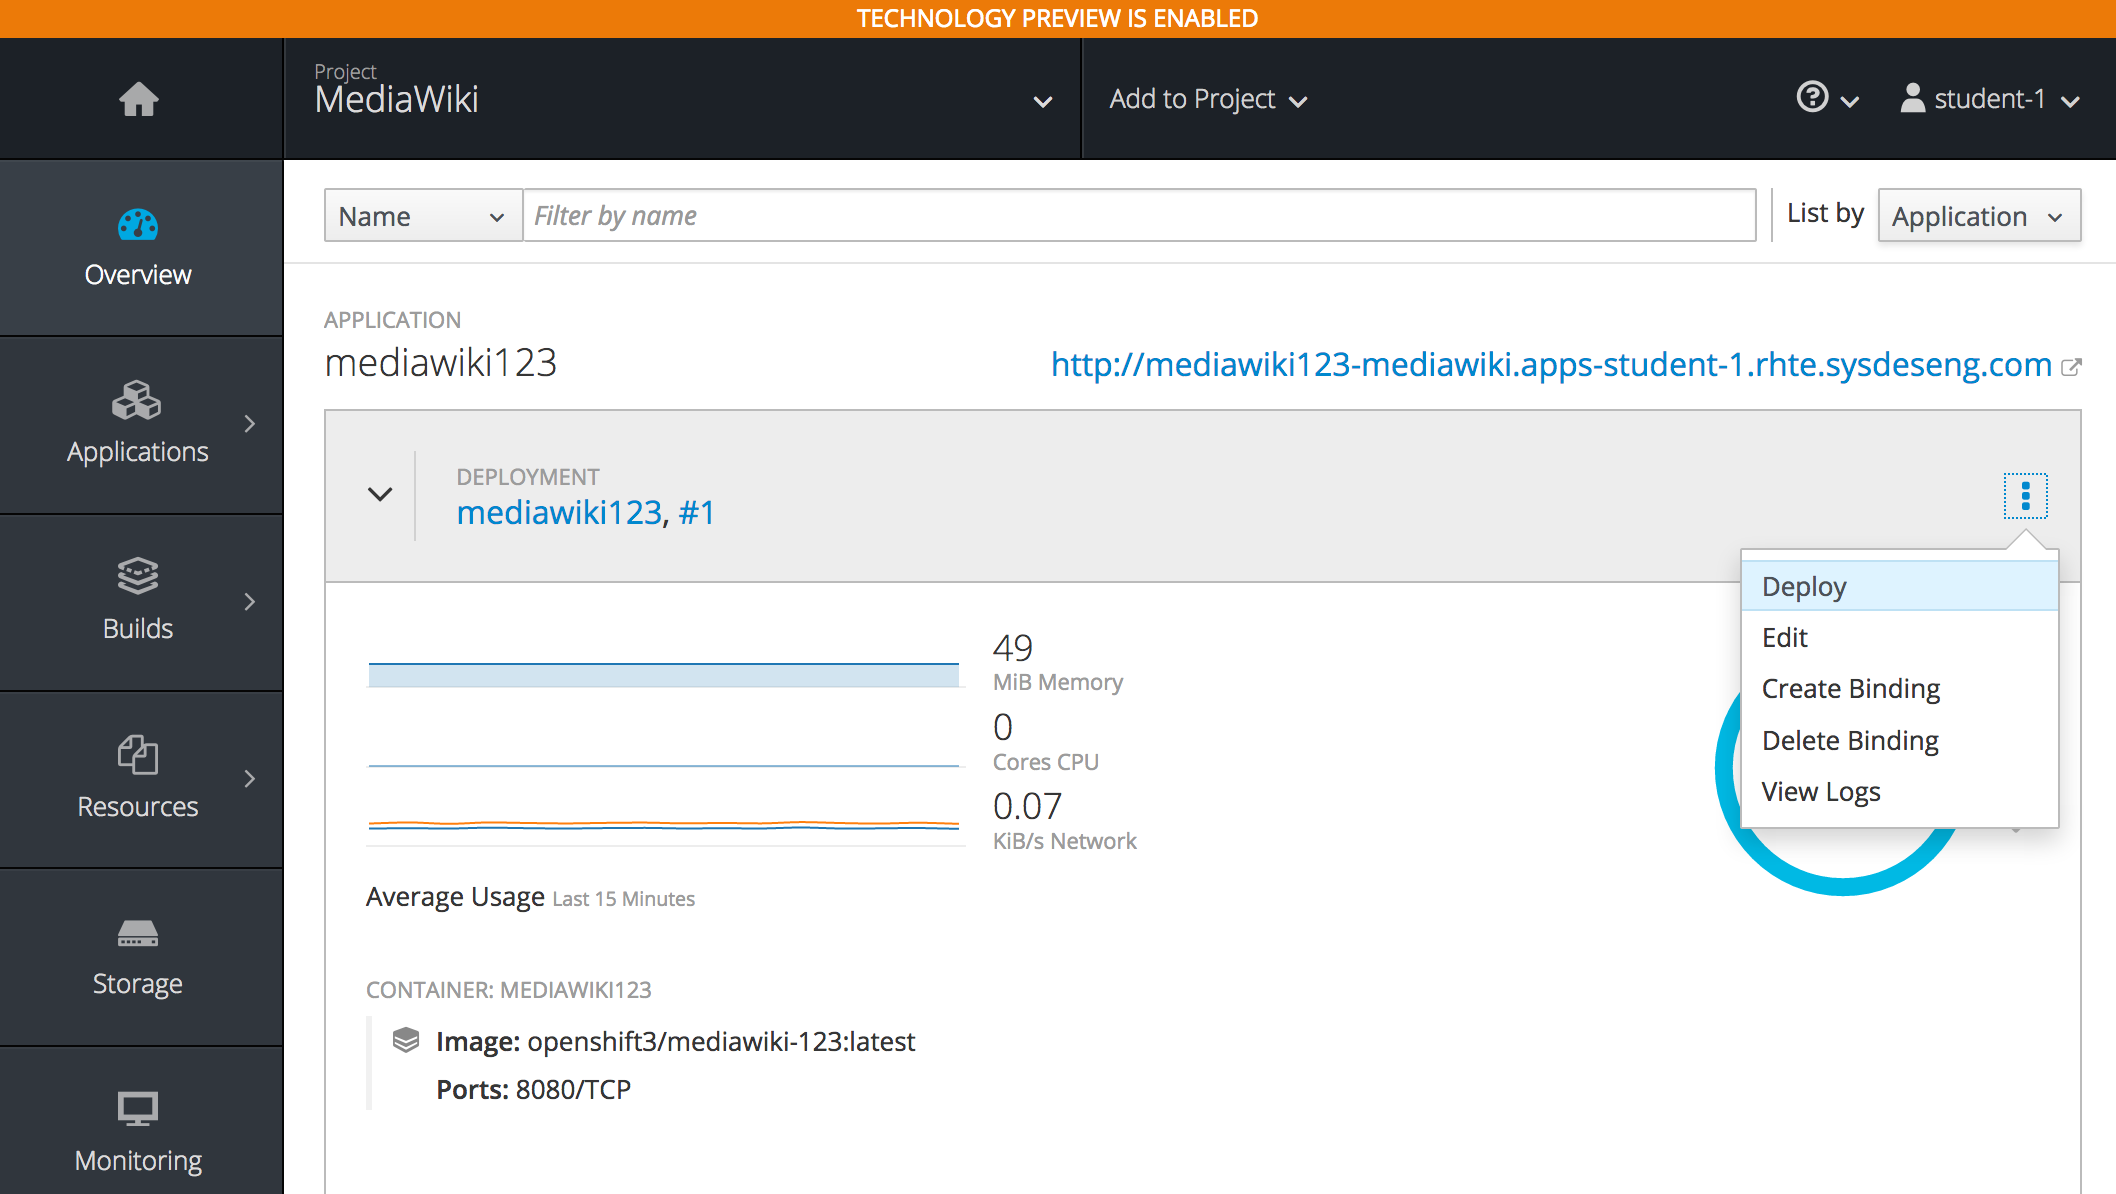 TECHNOLOGY PREVIEW IS ENABLED
Project
MediaWiki
Add to Project
student-1
Name
Filter by name
List by
Application
Overview
Applications
Builds
Resources
Storage
Monitoring
APPLICATION
mediawiki123
http://mediawiki123-mediawiki.apps-student-1.rhte.sysdeseng.com
DEPLOYMENT
mediawiki123, #1
Deploy
Edit
Create Binding
Delete Binding
View Logs
49
MiB Memory
0
Cores CPU
0.07
KiB/s Network
Average Usage Last 15 Minutes
CONTAINER: MEDIAWIKI123
Image: openshift3/mediawiki-123:latest
Ports: 8080/TCP